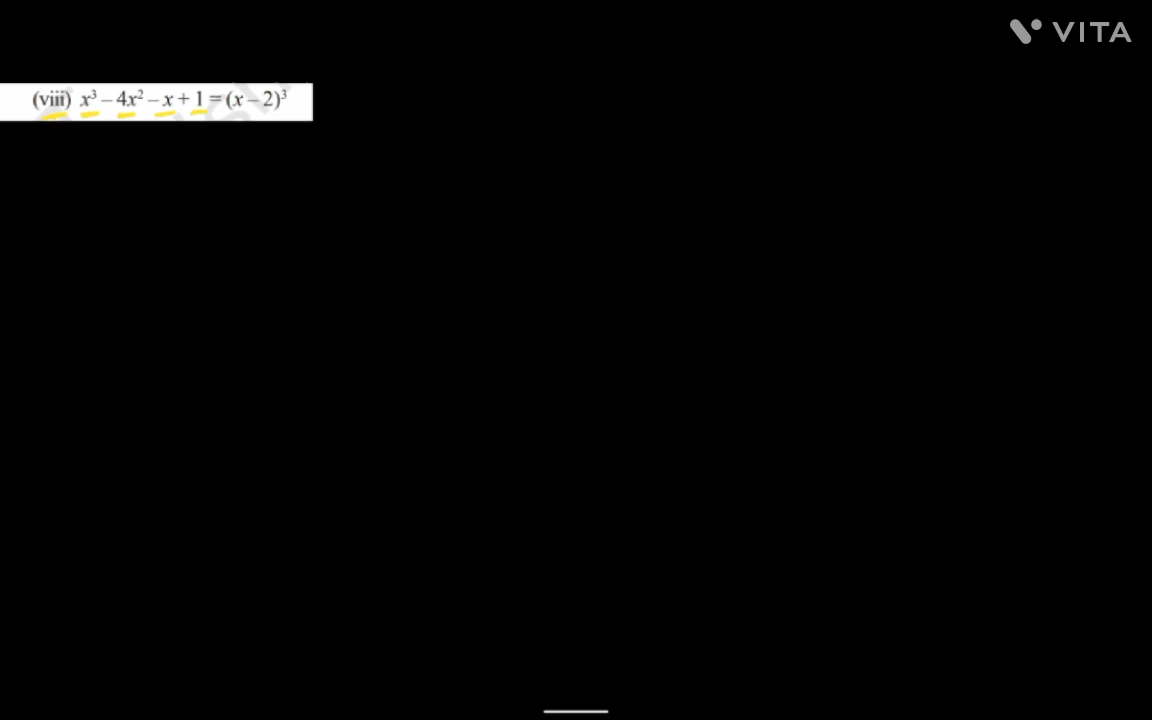 VITA
(viii) x³ – 4x² – x + 1 = (x – 2)³